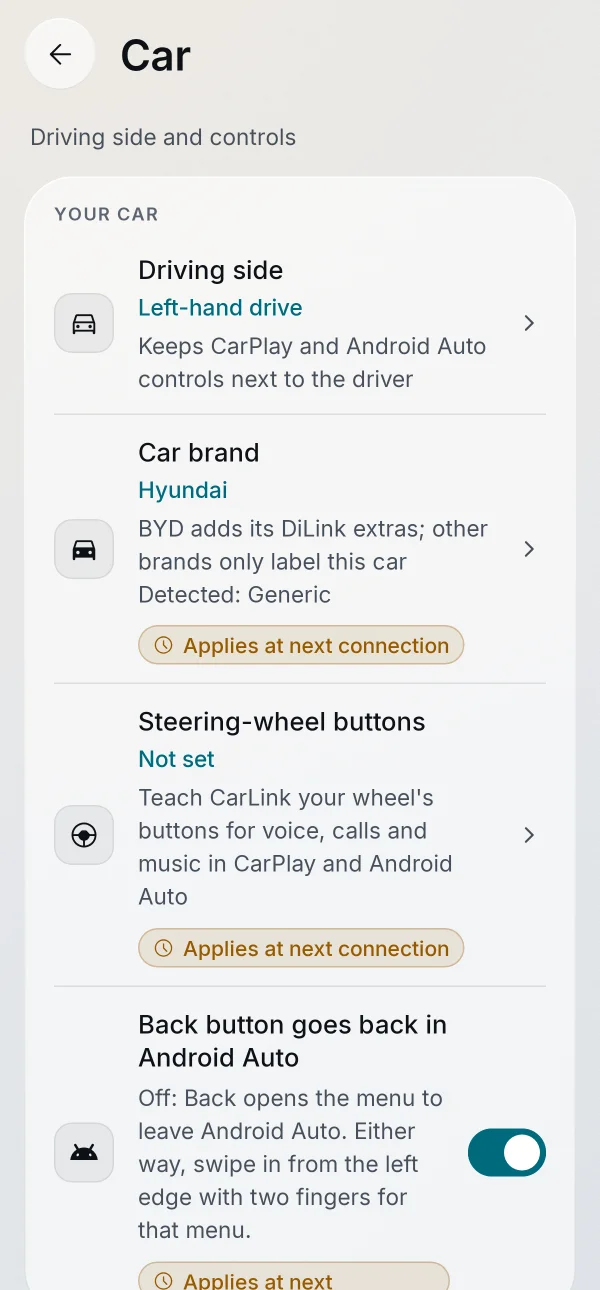 Car
Driving side and controls
YOUR CAR
Driving side
Left-hand drive
Keeps CarPlay and Android Auto
controls next to the driver
Car brand
Hyundai
BYD adds its DiLink extras; other
brands only label this car
Detected: Generic
Applies at next connection
Steering-wheel buttons
Not set
Teach CarLink your wheel's
buttons for voice, calls and
music in CarPlay and Android
Auto
Applies at next connection
Back button goes back in
Android Auto
Off: Back opens the menu to
leave Android Auto. Either
way, swipe in from the left
edge with two fingers for
that menu.
Applies at next